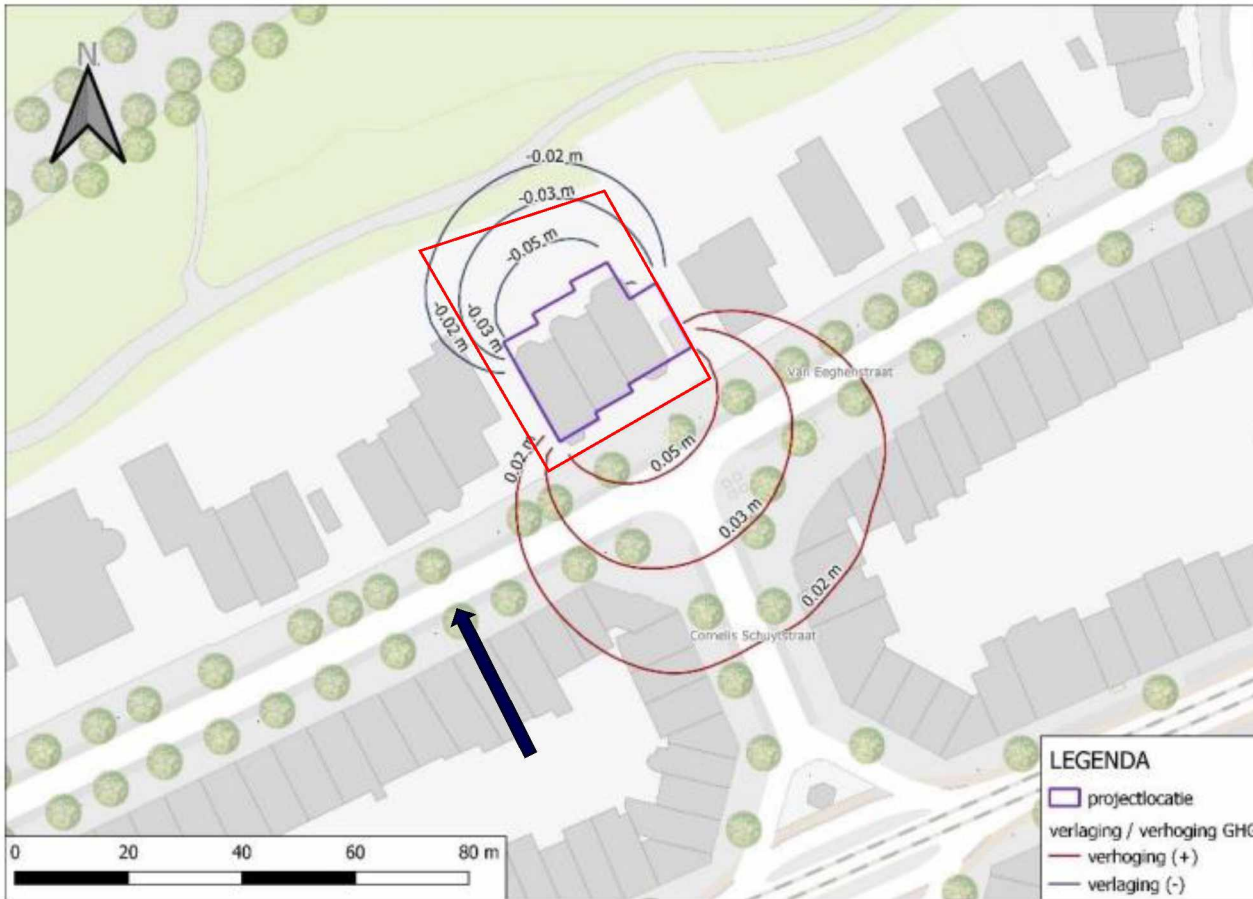 N
-0.02 m
-0.03 m
-0.05 m
-0.03 m
-0.02 m
Van Eeghenstraat
0.02 m
0.05 m
0.03 m
0.02 m
Cornelis Schuytstraat
LEGENDA
projectlocatie
verlaging / verhoging GHG
verhoging (+)
verlaging (-)
0 20 40 60 80 m